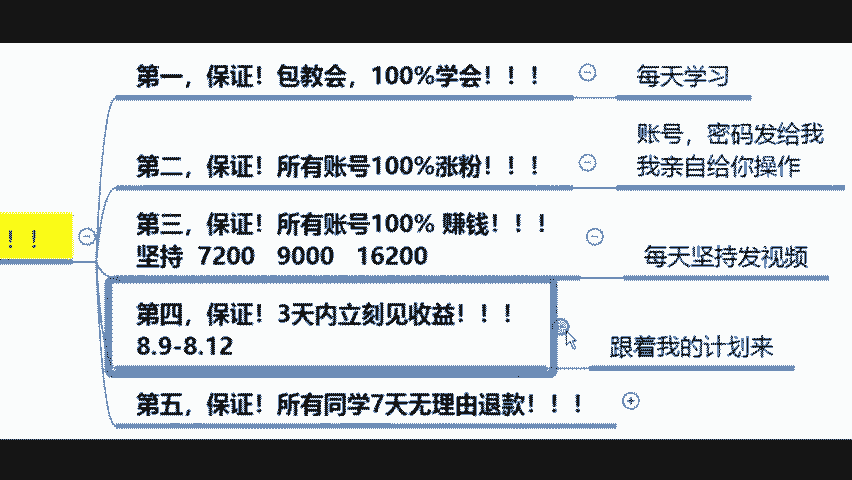 ！！
第一，保证！包教会，100%学会！！！
每天学习
第二，保证！所有账号100%涨粉！！！
账号，密码发给我
我亲自给你操作
第三，保证！所有账号100% 赚钱！！！
坚持 7200 9000 16200
每天坚持发视频
第四，保证！3天内立刻见收益！！！
8.9-8.12
跟着我的计划来
第五，保证！所有同学7天无理由退款！！！